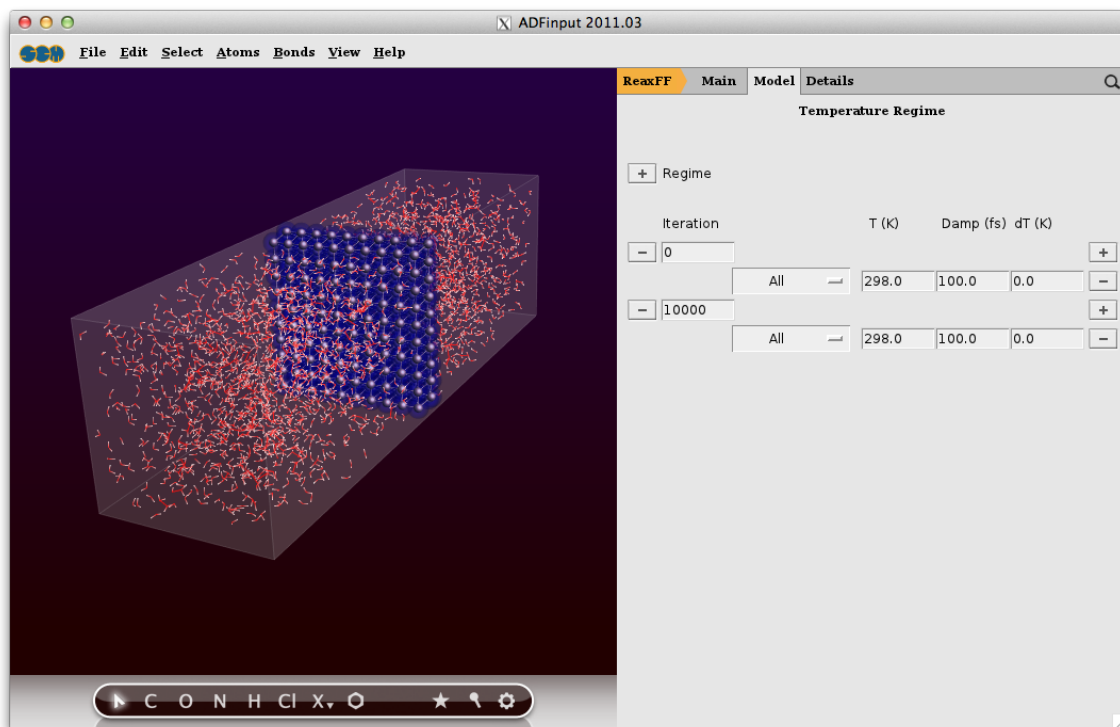 X ADFinput 2011.03
SCM File Edit Select Atoms Bonds View Help
ReaxFF Main Model Details
Temperature Regime
+ Regime
Iteration T (K) Damp (fs) dT (K)
− 0 +
All 298.0 100.0 0.0 −
− 10000 +
All 298.0 100.0 0.0 −
C O N H Cl X